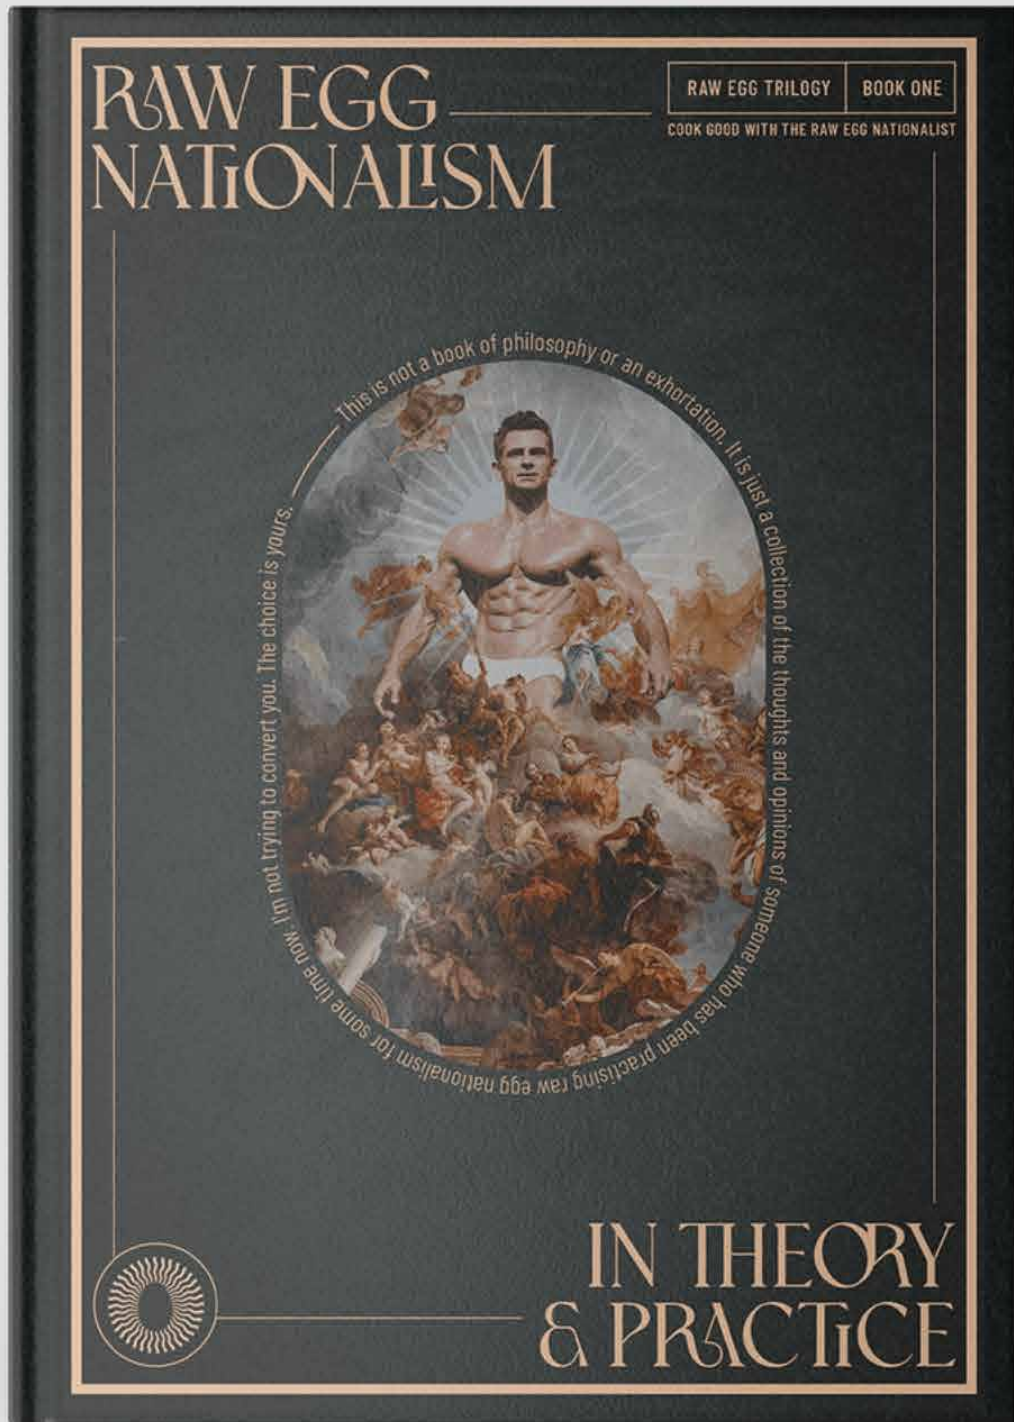 RAW EGG
NATIONALISM
RAW EGG TRILOGY
BOOK ONE
COOK GOOD WITH THE RAW EGG NATIONALIST
This is not a book of philosophy or an exhortation. It is just a collection of the thoughts and opinions of someone who has been practising raw egg nationalism for some time now. I'm not trying to convert you. The choice is yours.
IN THEORY
& PRACTICE